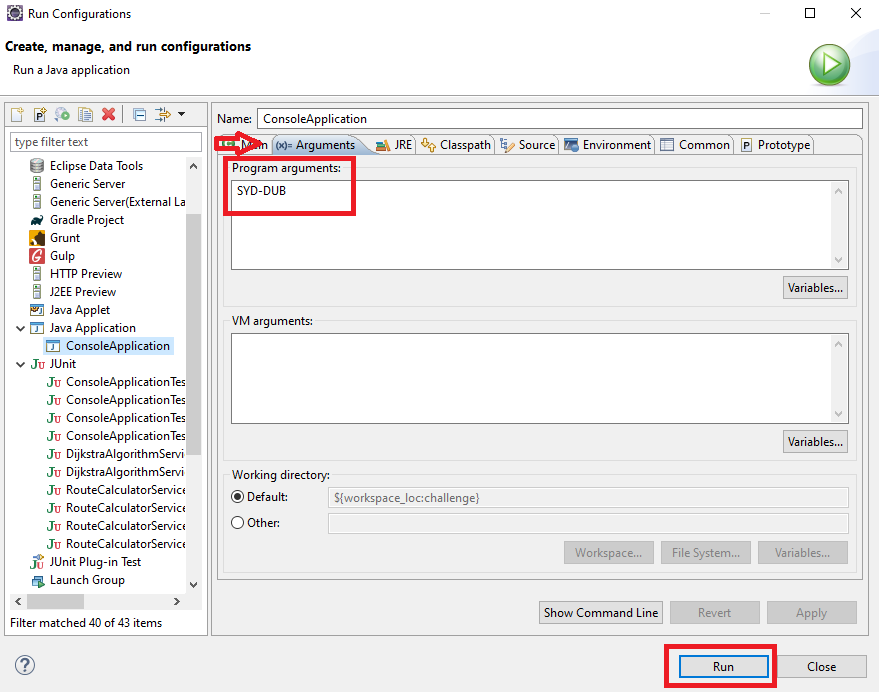 Run Configurations
Create, manage, and run configurations
Run a Java application
type filter text
Eclipse Data Tools
Generic Server
Generic Server(External La
Gradle Project
Grunt
Gulp
HTTP Preview
J2EE Preview
Java Applet
Java Application
ConsoleApplication
JUnit
ConsoleApplicationTes
ConsoleApplicationTes
ConsoleApplicationTes
ConsoleApplicationTes
DijkstraAlgorithmServi
DijkstraAlgorithmServi
RouteCalculatorService
RouteCalculatorService
RouteCalculatorService
RouteCalculatorService
JUnit Plug-in Test
Launch Group
Filter matched 40 of 43 items
Name: ConsoleApplication
(x)= Arguments JRE Classpath Source Environment Common P Prototype
Program arguments:
SYD-DUB
Variables...
VM arguments:
Variables...
Working directory:
Default: ${workspace_loc:challenge}
Other:
Workspace... File System... Variables...
Show Command Line Revert Apply
Run Close